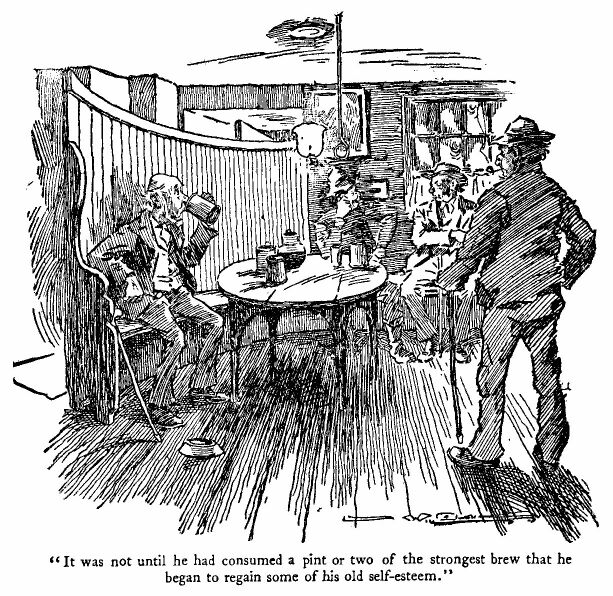 “It was not until he had consumed a pint or two of the strongest brew that he
began to regain some of his old self-esteem.”